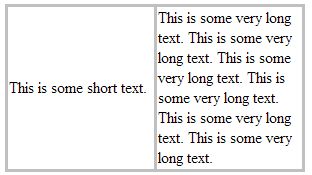 This is some short text.
This is some very long
text. This is some very
long text. This is some
very long text. This is
some very long text.
This is some very long
text. This is some very
long text.